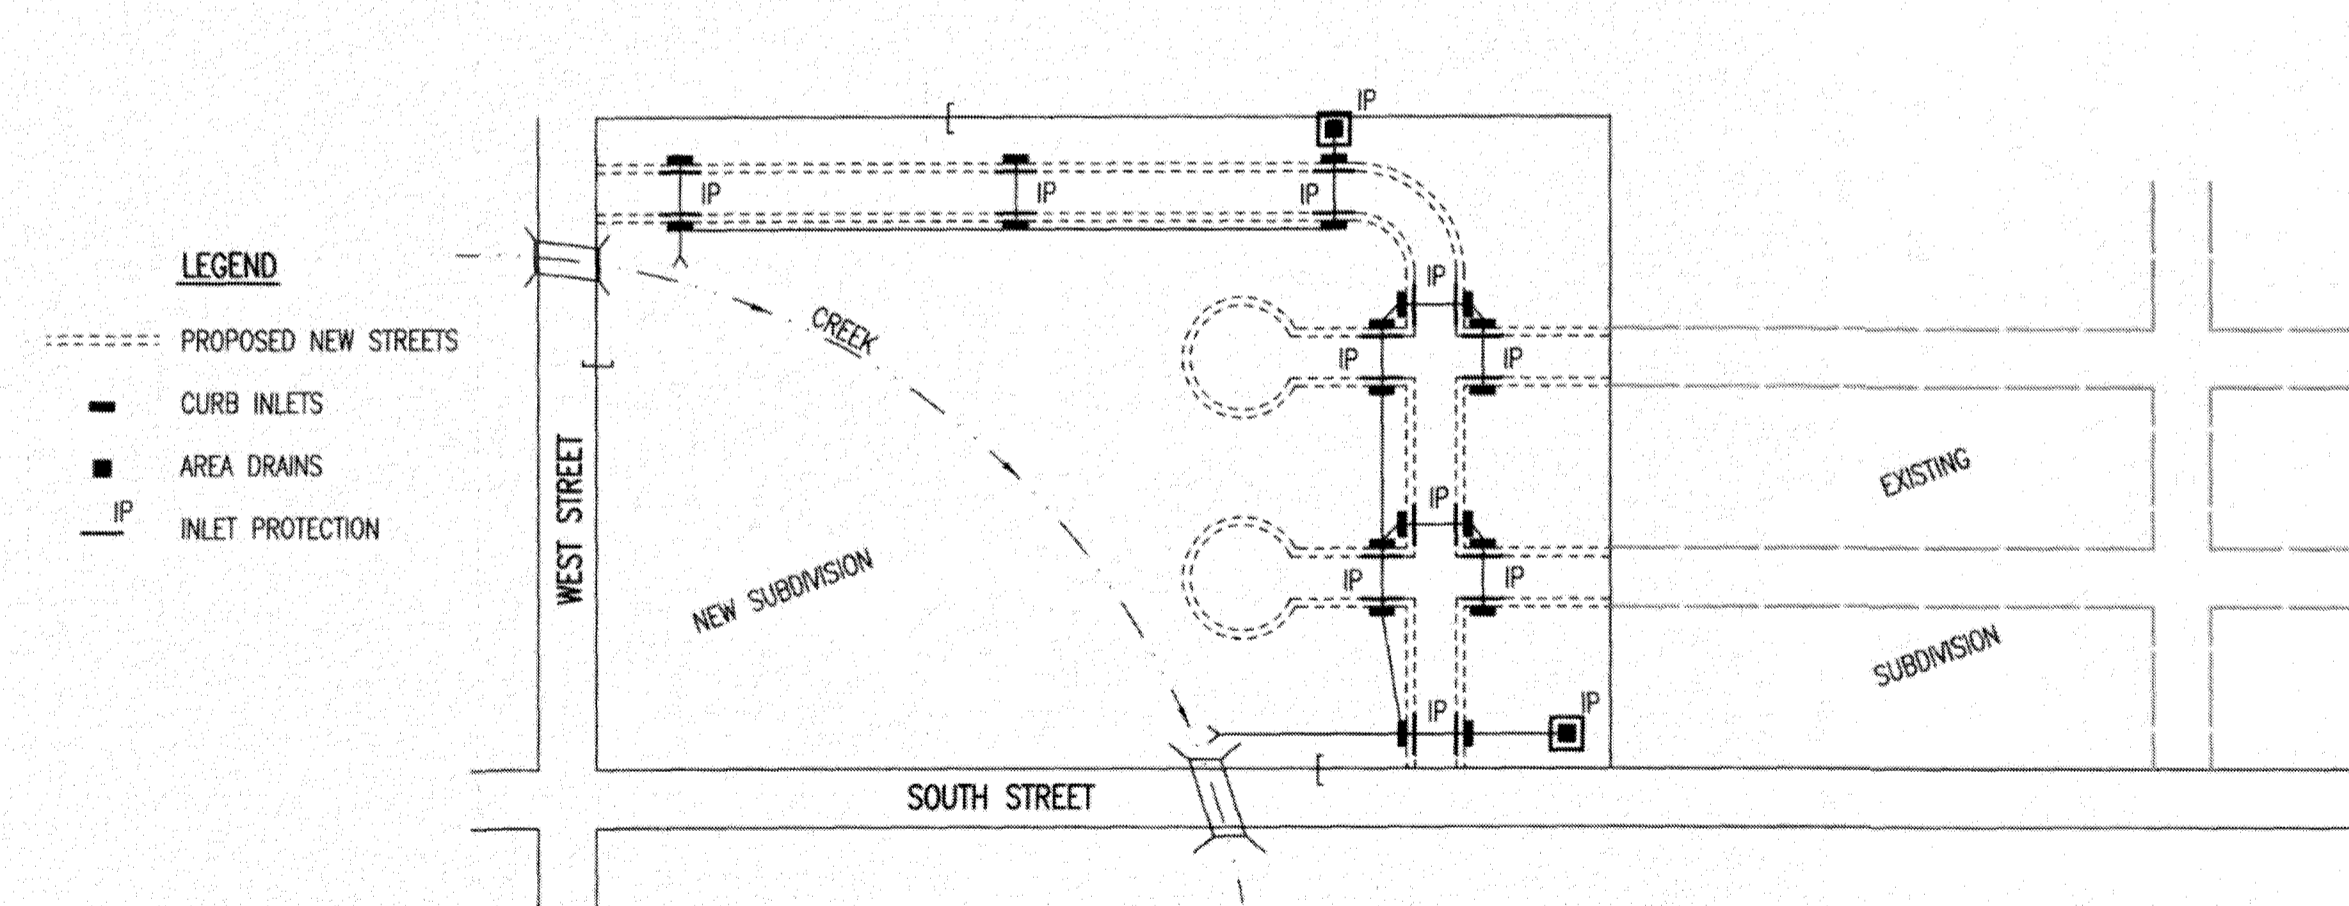 LEGEND
PROPOSED NEW STREETS
CURB INLETS
AREA DRAINS
IP
INLET PROTECTION
WEST STREET
IP
IP
IP
IP
IP
CREEK
IP
IP
IP
IP
IP
NEW SUBDIVISION
IP
IP
SOUTH STREET
EXISTING
SUBDIVISION